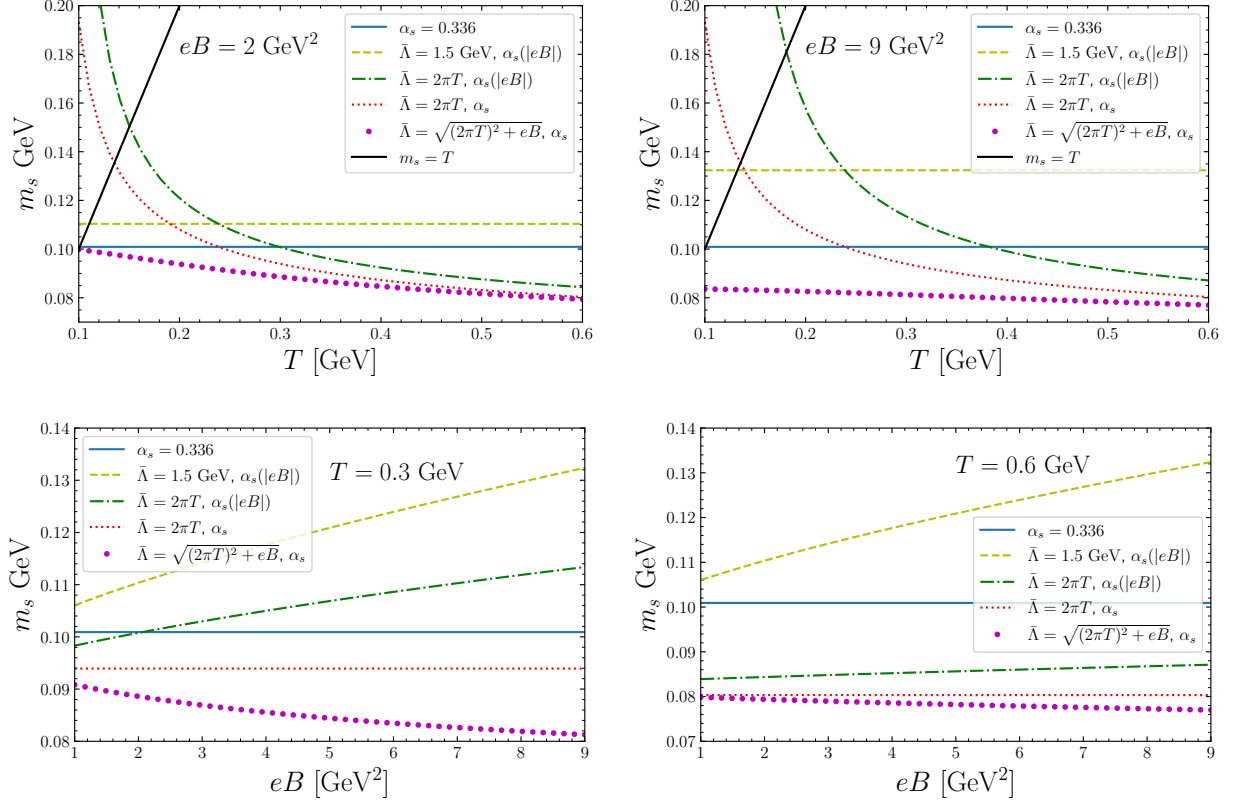 0.20
0.18
0.16
0.14
0.12
0.10
0.08
m_s GeV
eB = 2 GeV²
α_s = 0.336
Λ̄ = 1.5 GeV, α_s(|eB|)
Λ̄ = 2πT, α_s(|eB|)
Λ̄ = 2πT, α_s
Λ̄ = √((2πT)² + eB), α_s
m_s = T
0.1 0.2 0.3 0.4 0.5 0.6
T [GeV]
0.20
0.18
0.16
0.14
0.12
0.10
0.08
m_s GeV
eB = 9 GeV²
α_s = 0.336
Λ̄ = 1.5 GeV, α_s(|eB|)
Λ̄ = 2πT, α_s(|eB|)
Λ̄ = 2πT, α_s
Λ̄ = √((2πT)² + eB), α_s
m_s = T
0.1 0.2 0.3 0.4 0.5 0.6
T [GeV]
0.14
0.13
0.12
0.11
0.10
0.09
0.08
m_s GeV
α_s = 0.336
Λ̄ = 1.5 GeV, α_s(|eB|)
Λ̄ = 2πT, α_s(|eB|)
Λ̄ = 2πT, α_s
Λ̄ = √((2πT)² + eB), α_s
T = 0.3 GeV
1 2 3 4 5 6 7 8 9
eB [GeV²]
0.14
0.13
0.12
0.11
0.10
0.09
0.08
0.07
m_s GeV
T = 0.6 GeV
α_s = 0.336
Λ̄ = 1.5 GeV, α_s(|eB|)
Λ̄ = 2πT, α_s(|eB|)
Λ̄ = 2πT, α_s
Λ̄ = √((2πT)² + eB), α_s
1 2 3 4 5 6 7 8 9
eB [GeV²]